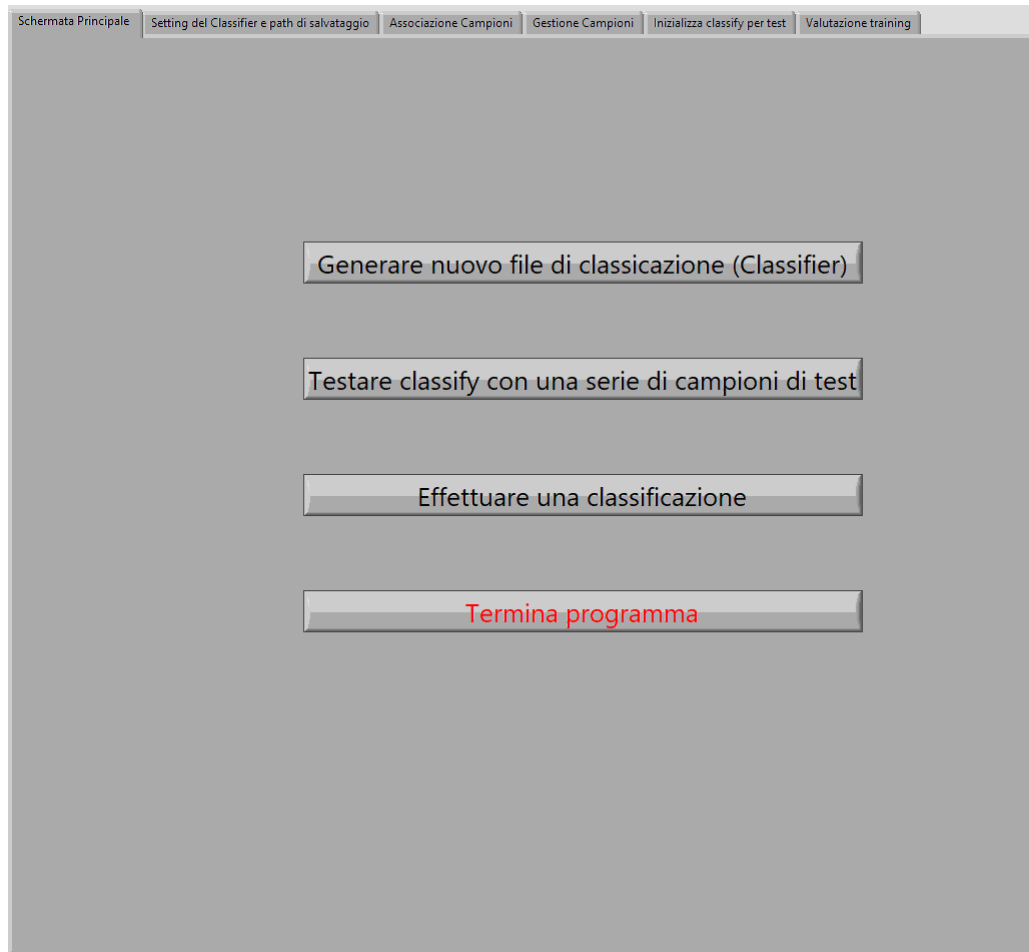 Schermata Principale
Setting del Classifier e path di salvataggio
Associazione Campioni
Gestione Campioni
Inizializza classify per test
Valutazione training
Generare nuovo file di classicazione (Classifier)
Testare classify con una serie di campioni di test
Effettuare una classificazione
Termina programma